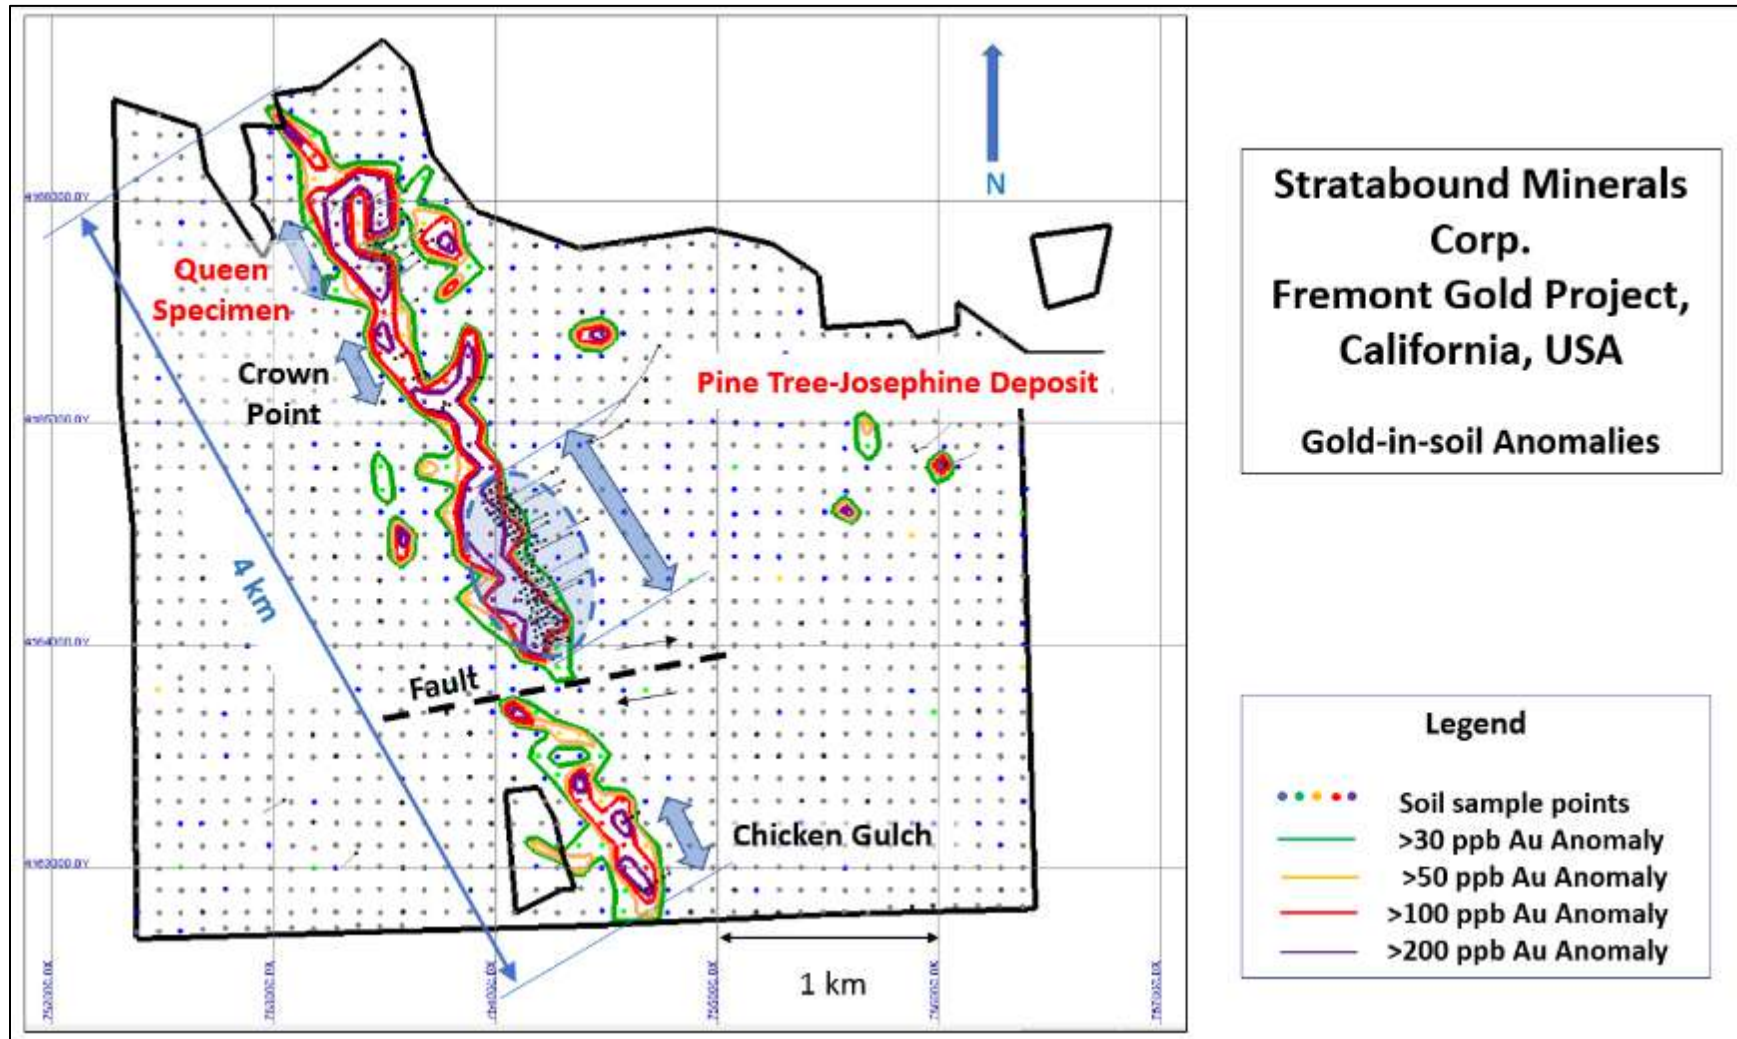 Stratabound Minerals
Corp.
Fremont Gold Project,
California, USA
Gold-in-soil Anomalies
N
Queen
Specimen
Crown
Point
Pine Tree-Josephine Deposit
4 km
Fault
Chicken Gulch
1 km
Legend
Soil sample points
>30 ppb Au Anomaly
>50 ppb Au Anomaly
>100 ppb Au Anomaly
>200 ppb Au Anomaly